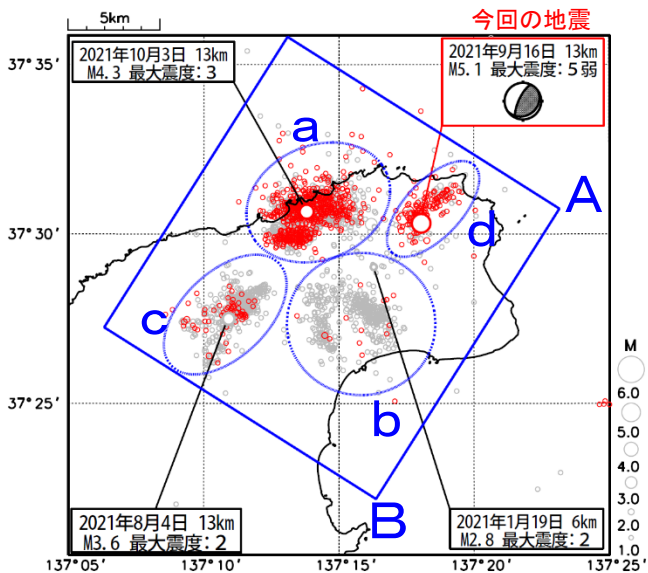 5km
今回の地震
2021年10月3日 13km
M4.3 最大震度:3
2021年9月16日 13km
M5.1 最大震度:5弱
37°35′
37°30′
37°25′
a
A
d
c
b
B
M
6.0
5.0
4.0
3.0
2.0
1.0
2021年8月4日 13km
M3.6 最大震度:2
2021年1月19日 6km
M2.8 最大震度:2
137°05′
137°10′
137°15′
137°20′
137°25′